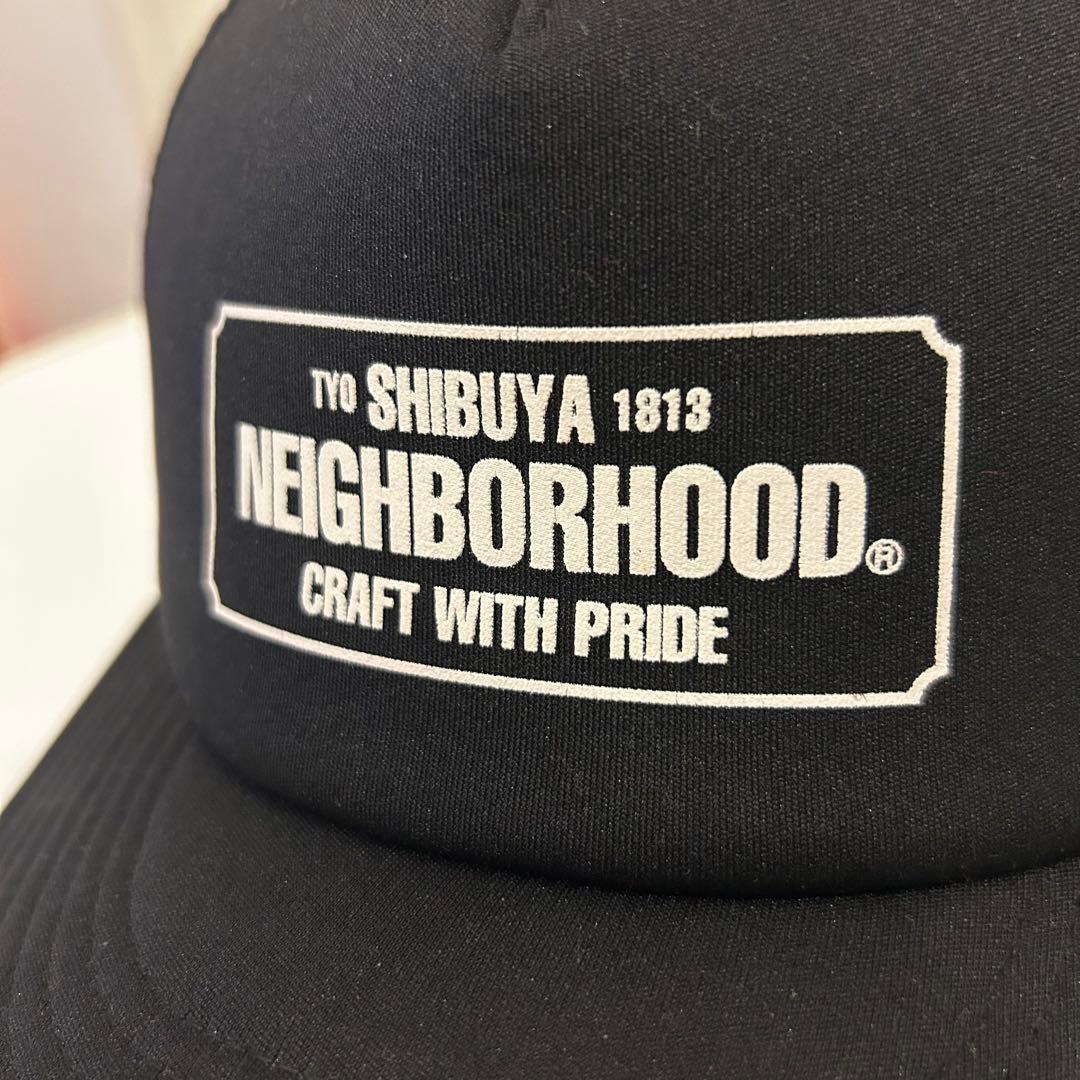 TYO SHIBUYA 1813
NEIGHBORHOOD®
CRAFT WITH PRIDE